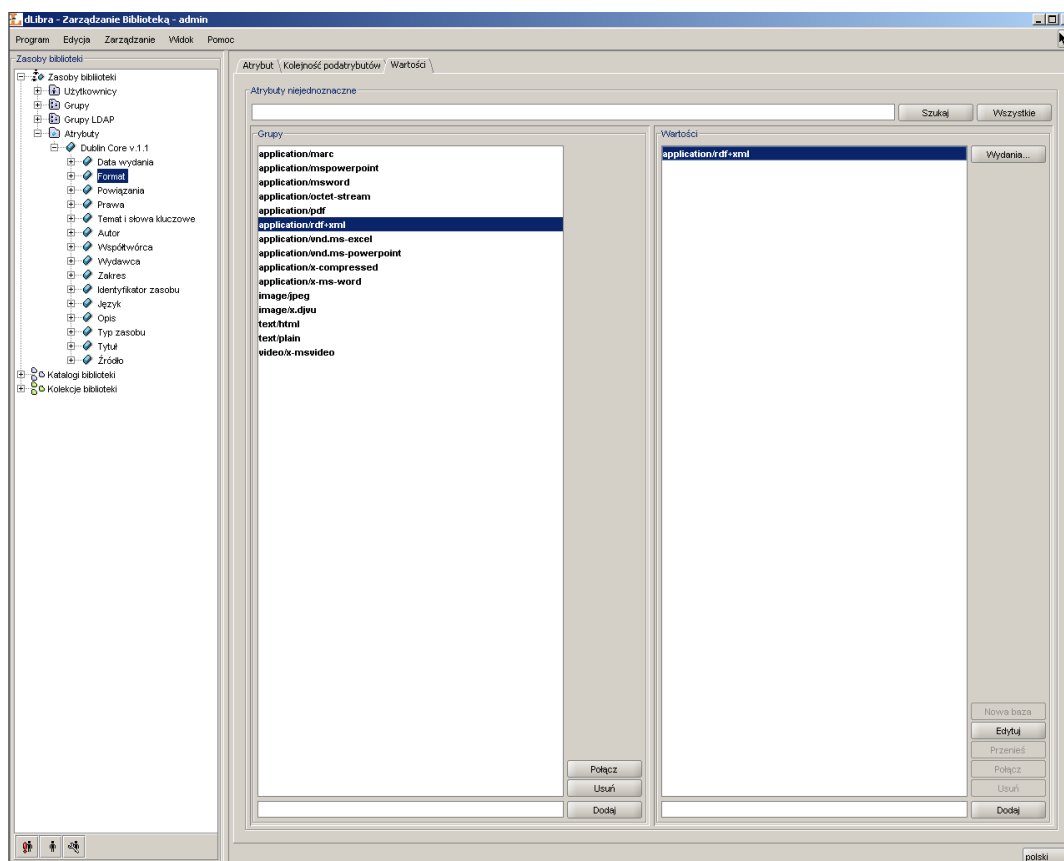 dLibra - Zarządzanie Biblioteką - admin
Program Edycja Zarządzanie Widok Pomoc
Zasoby biblioteki
Zasoby biblioteki
Użytkownicy
Grupy
Grupy LDAP
Atrybuty
Dublin Core v.1.1
Data wydania
Format
Powiązania
Prawa
Temat i słowa kluczowe
Autor
Współtwórca
Wydawca
Zakres
Identyfikator zasobu
Język
Opis
Typ zasobu
Tytuł
Źródło
Katalogi biblioteki
Kolekcje biblioteki
Atrybut Kolejność podatrybutów Wartości
Atrybuty niejednoznaczne
Szukaj Wszystkie
Grupy
application/marc
application/mspowerpoint
application/msword
application/octet-stream
application/pdf
application/rdf+xml
application/vnd.ms-excel
application/vnd.ms-powerpoint
application/x-compressed
application/x-ms-word
image/jpeg
image/x.djvu
text/html
text/plain
video/x-msvideo
Połącz
Usuń
Dodaj
Wartości
application/rdf+xml
Wydania...
Nowa baza
Edytuj
Przenieś
Połącz
Usuń
Dodaj
polski